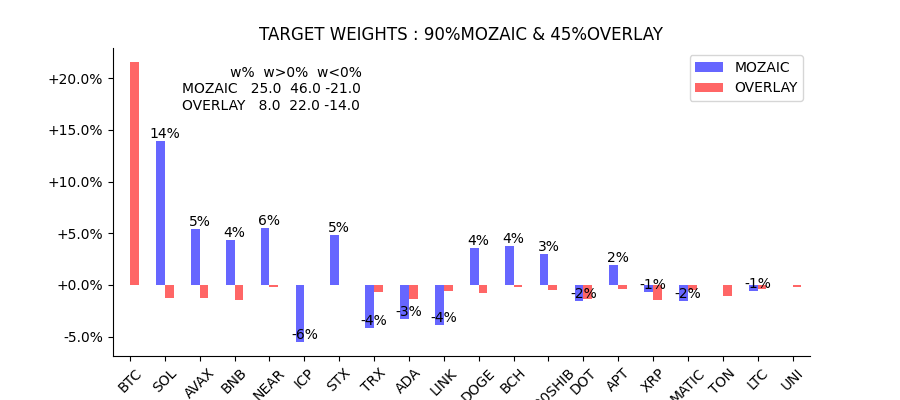 TARGET WEIGHTS : 90%MOZAIC & 45%OVERLAY
w% w>0% w<0%
MOZAIC 25.0 46.0 -21.0
OVERLAY 8.0 22.0 -14.0
MOZAIC
OVERLAY
+20.0%
+15.0%
+10.0%
+5.0%
+0.0%
-5.0%
14%
5%
4%
6%
-6%
5%
-4%
-3%
-4%
4%
4%
3%
-2%
2%
-1%
-2%
-1%
BTC
SOL
AVAX
BNB
NEAR
ICP
STX
TRX
ADA
LINK
DOGE
BCH
DOT
APT
XRP
MATIC
TON
LTC
UNI